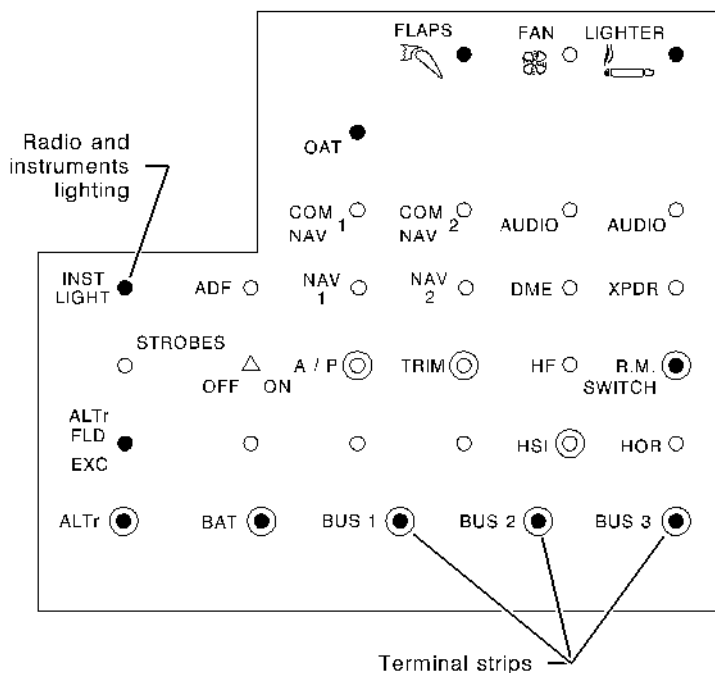 FLAPS FAN LIGHTER
OAT
Radio and
instruments
lighting
COM
NAV 1
COM
NAV 2
AUDIO
AUDIO
INST
LIGHT
ADF
NAV
1
NAV
2
DME
XPDR
STROBES
OFF ON
A / P
TRIM
HF
R.M.
SWITCH
ALTr
FLD
EXC
HSI
HOR
ALTr
BAT
BUS 1
BUS 2
BUS 3
Terminal strips